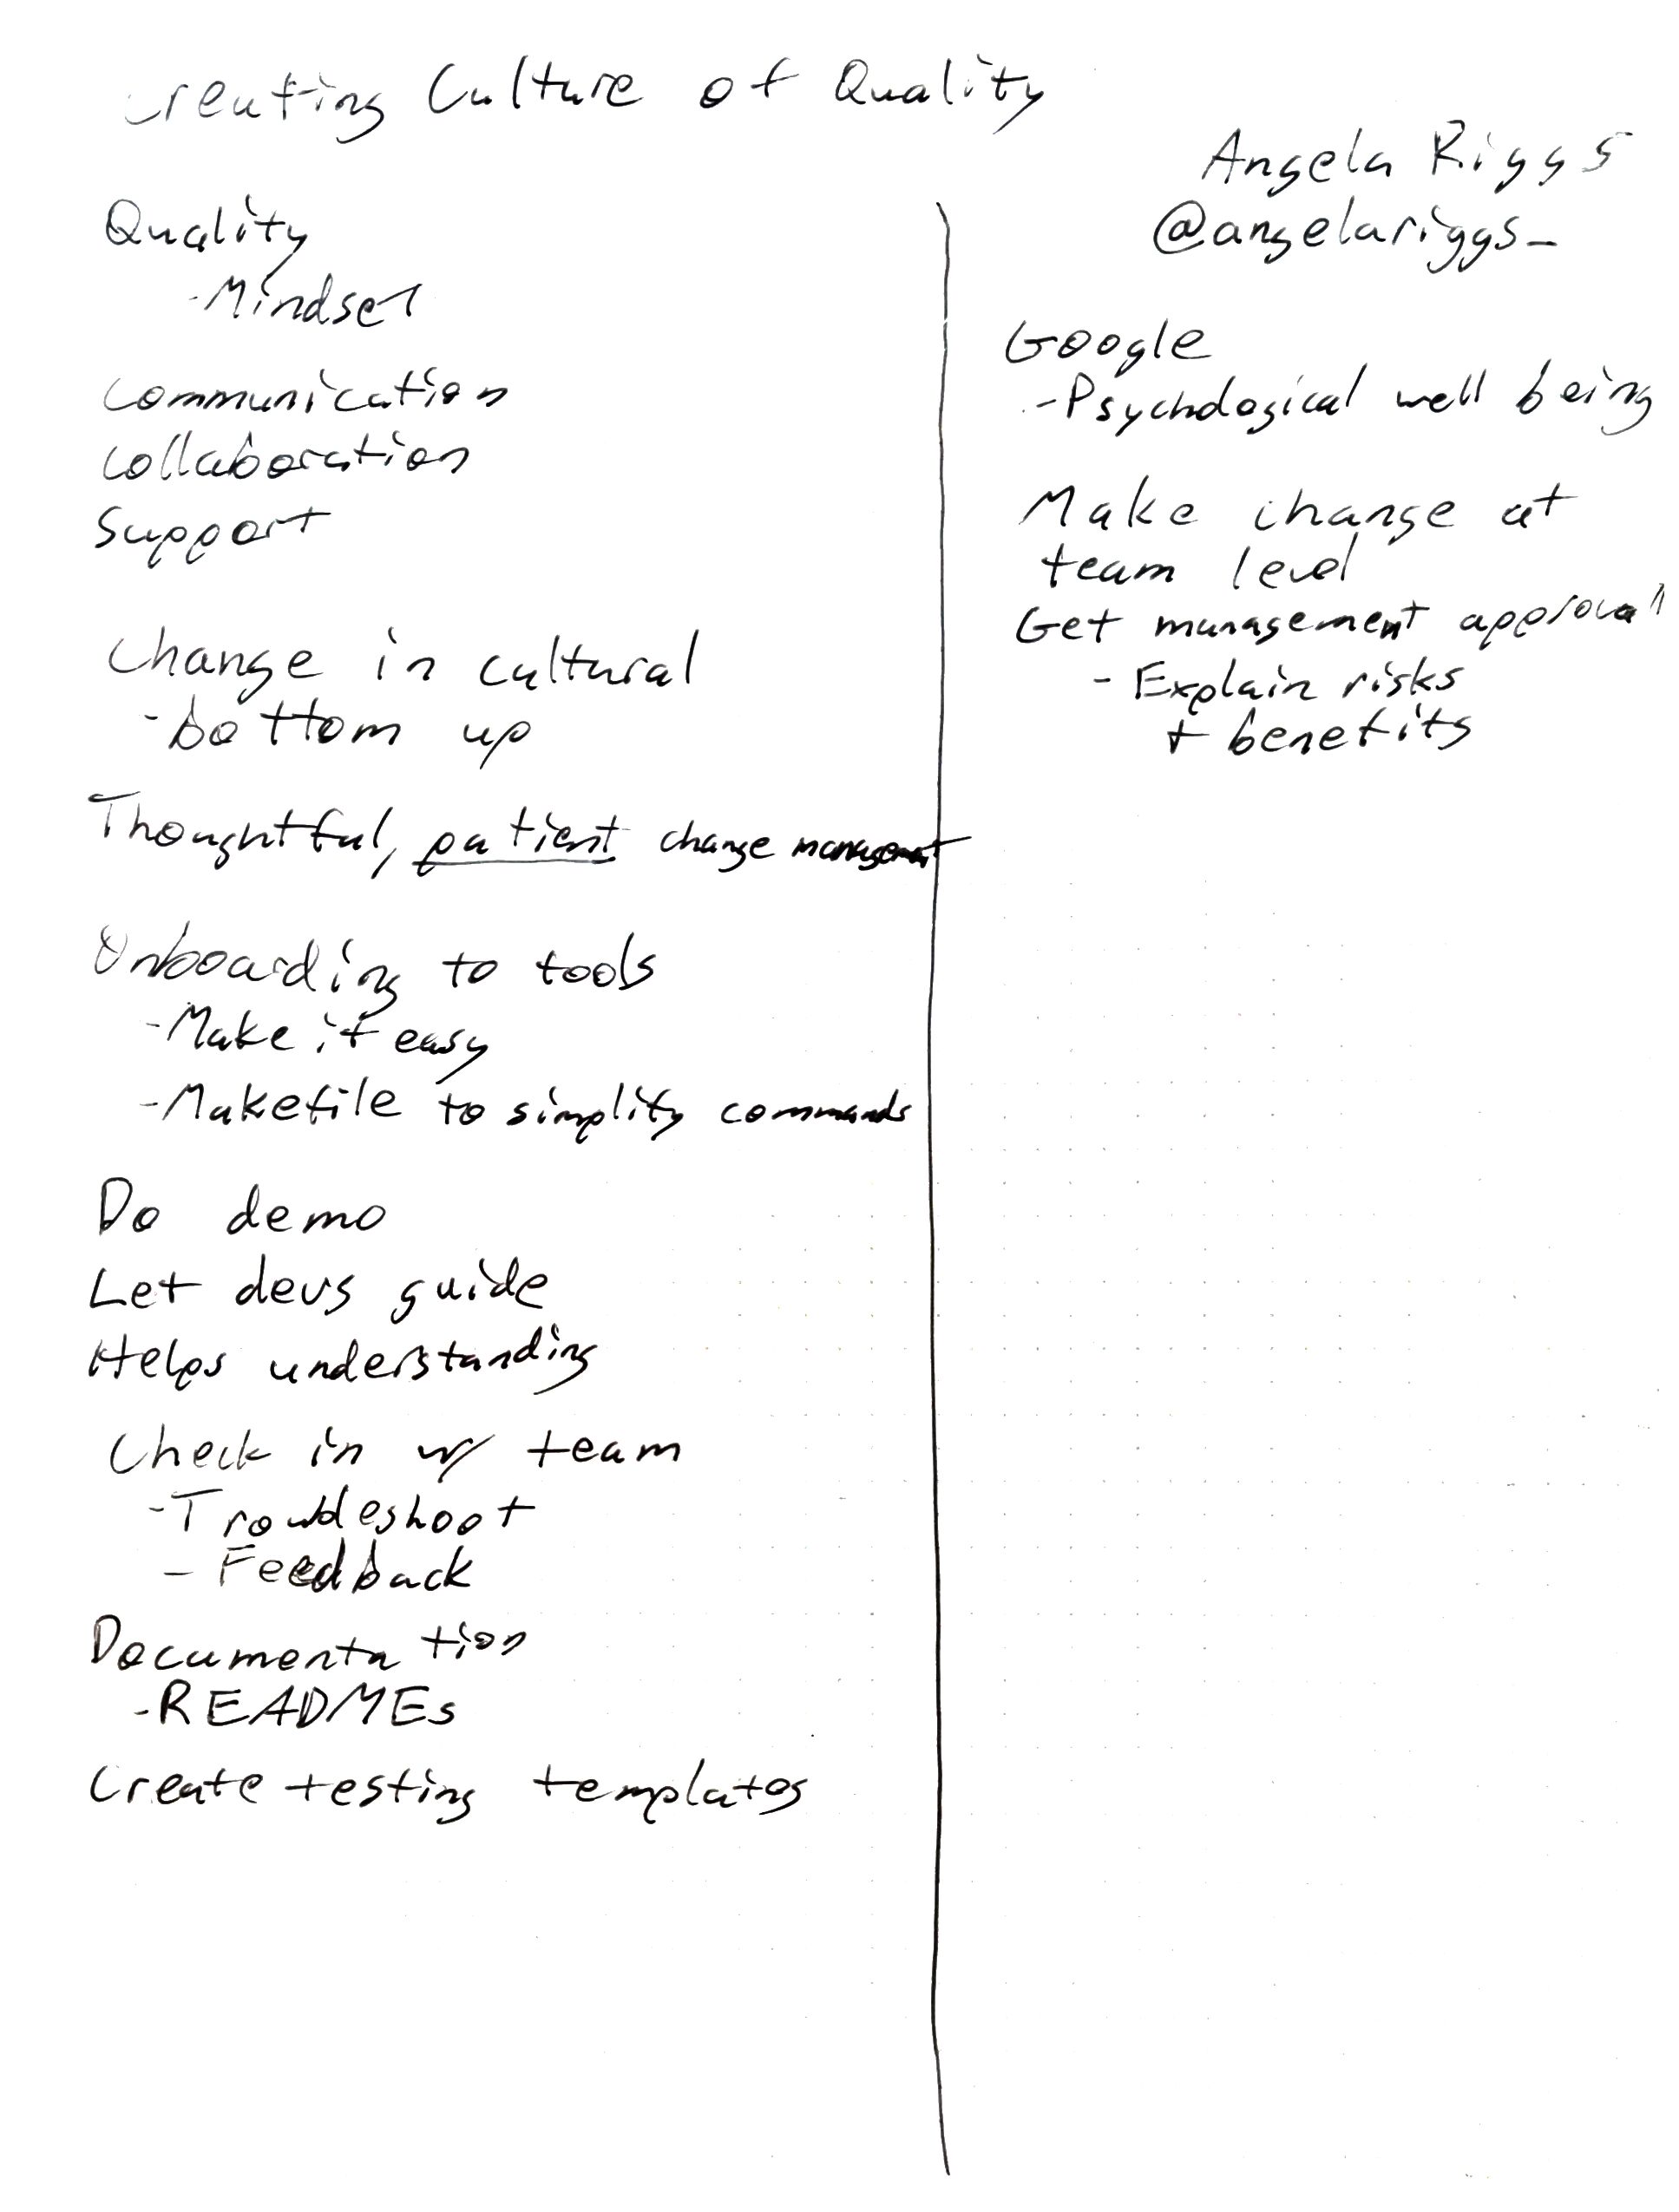 Creating Culture of Quality
Angela Riggs
@angelariggs_
Quality
-Mindset
Communication
Collaboration
Support
Change in cultural
-bottom up
Thoughtful, patient change management
Onboarding to tools
-Make it easy
-Makefile to simplify commands
Do demo
Let devs guide
Helps understanding
Check in w/ team
-Troubleshoot
- Feedback
Documentation
-READMEs
Create testing templates
Google
-Psychological well being
Make change at
team level
Get management approval
- Explain risks
+ benefits